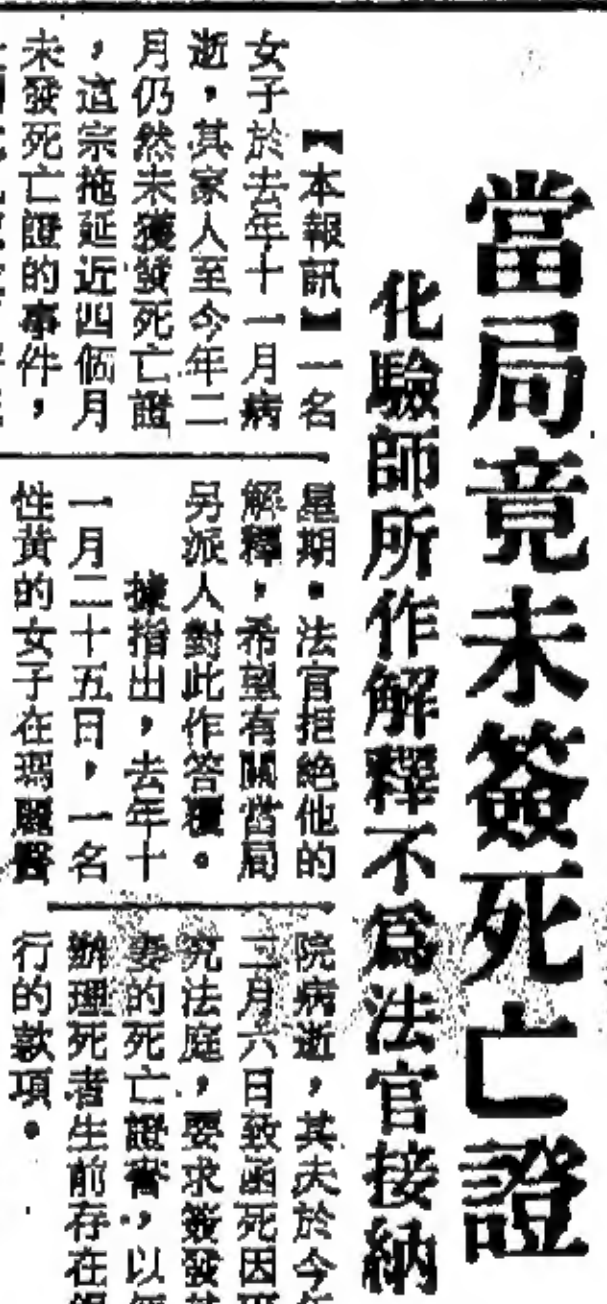 當局竟未簽死亡證
化驗師所作解釋不為法官接納
【本報訊】一名
女子於去年十一月病
逝，其家人至今年二
月仍然未獲發死亡證
，這宗拖延近四個月
未發死亡證的事件，
星期。法官拒絕他的
解釋，希望有關當局
另派人對此作答覆。
據指出，去年十
一月二十五日，一名
性黃的女子在瑪麗醫
院病逝，其夫於今年
二月六日致函死因研
究法庭，要求簽發其
妻的死亡證書，以便
辦理死者生前存在銀
行的款項。